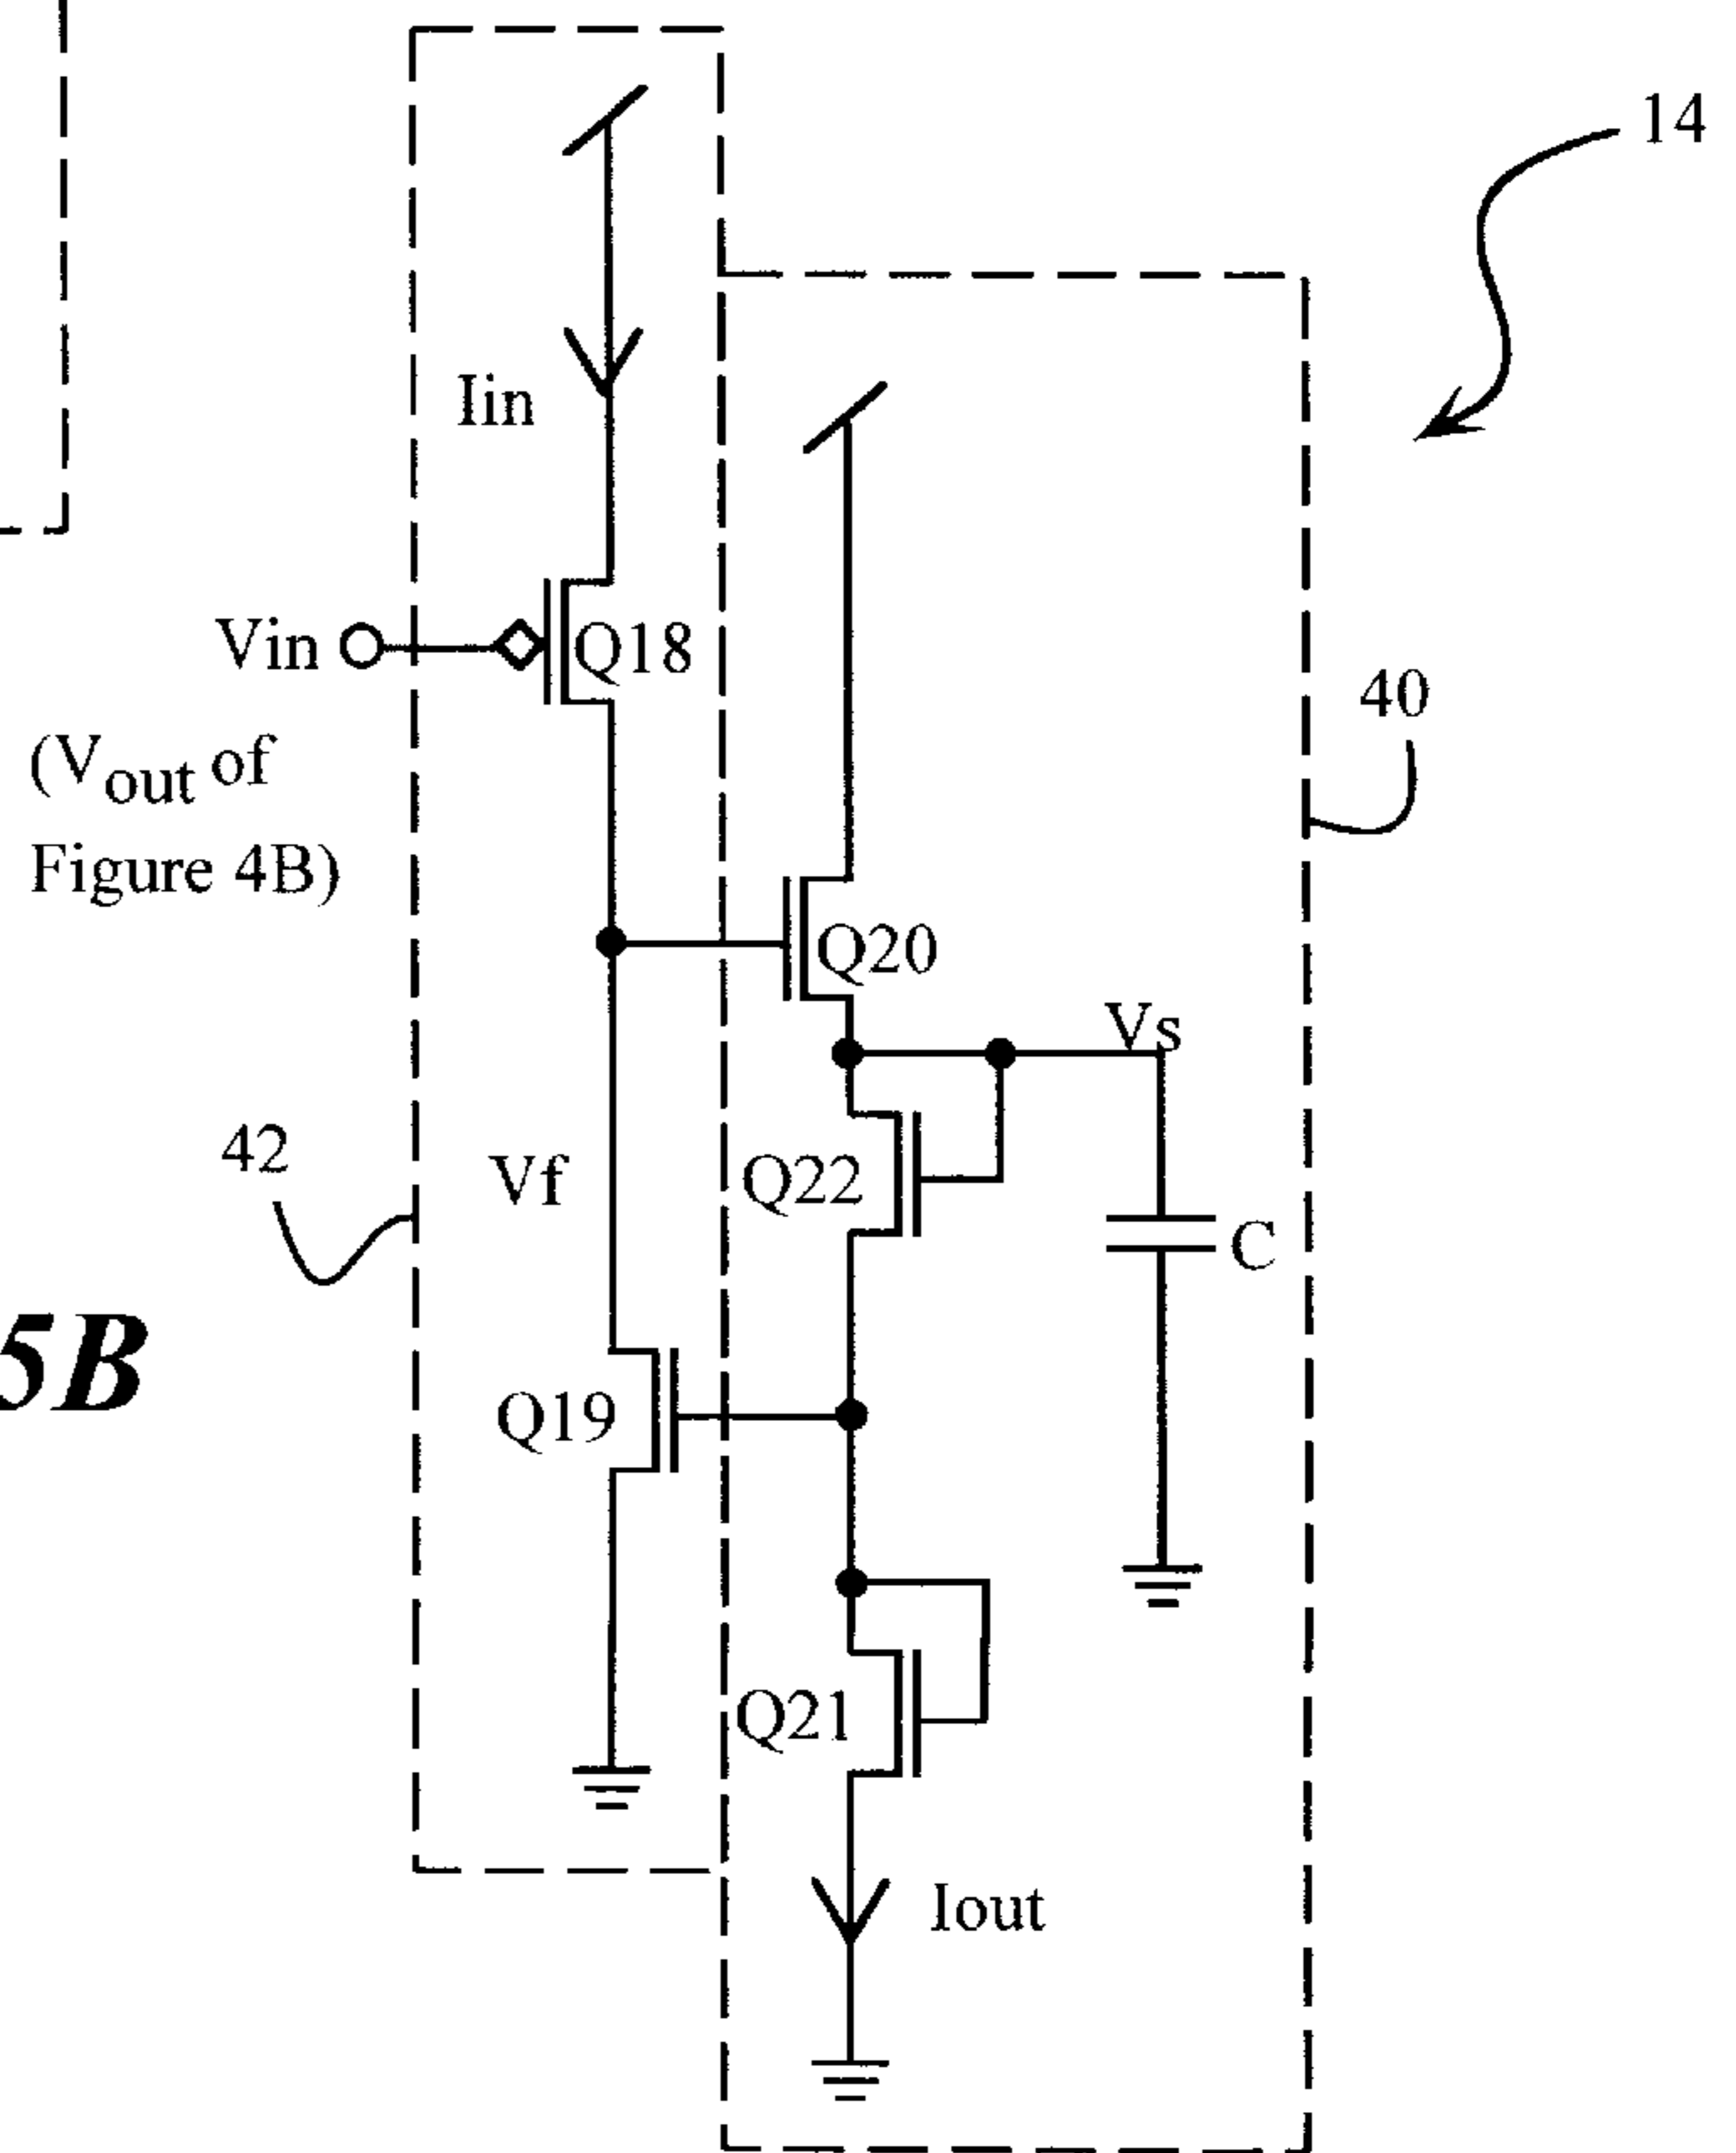 14
Iin
Vin
Q18
40
(Vout of
Figure 4B)
Q20
Vs
42
Vf
Q22
C
5B
Q19
Q21
Iout